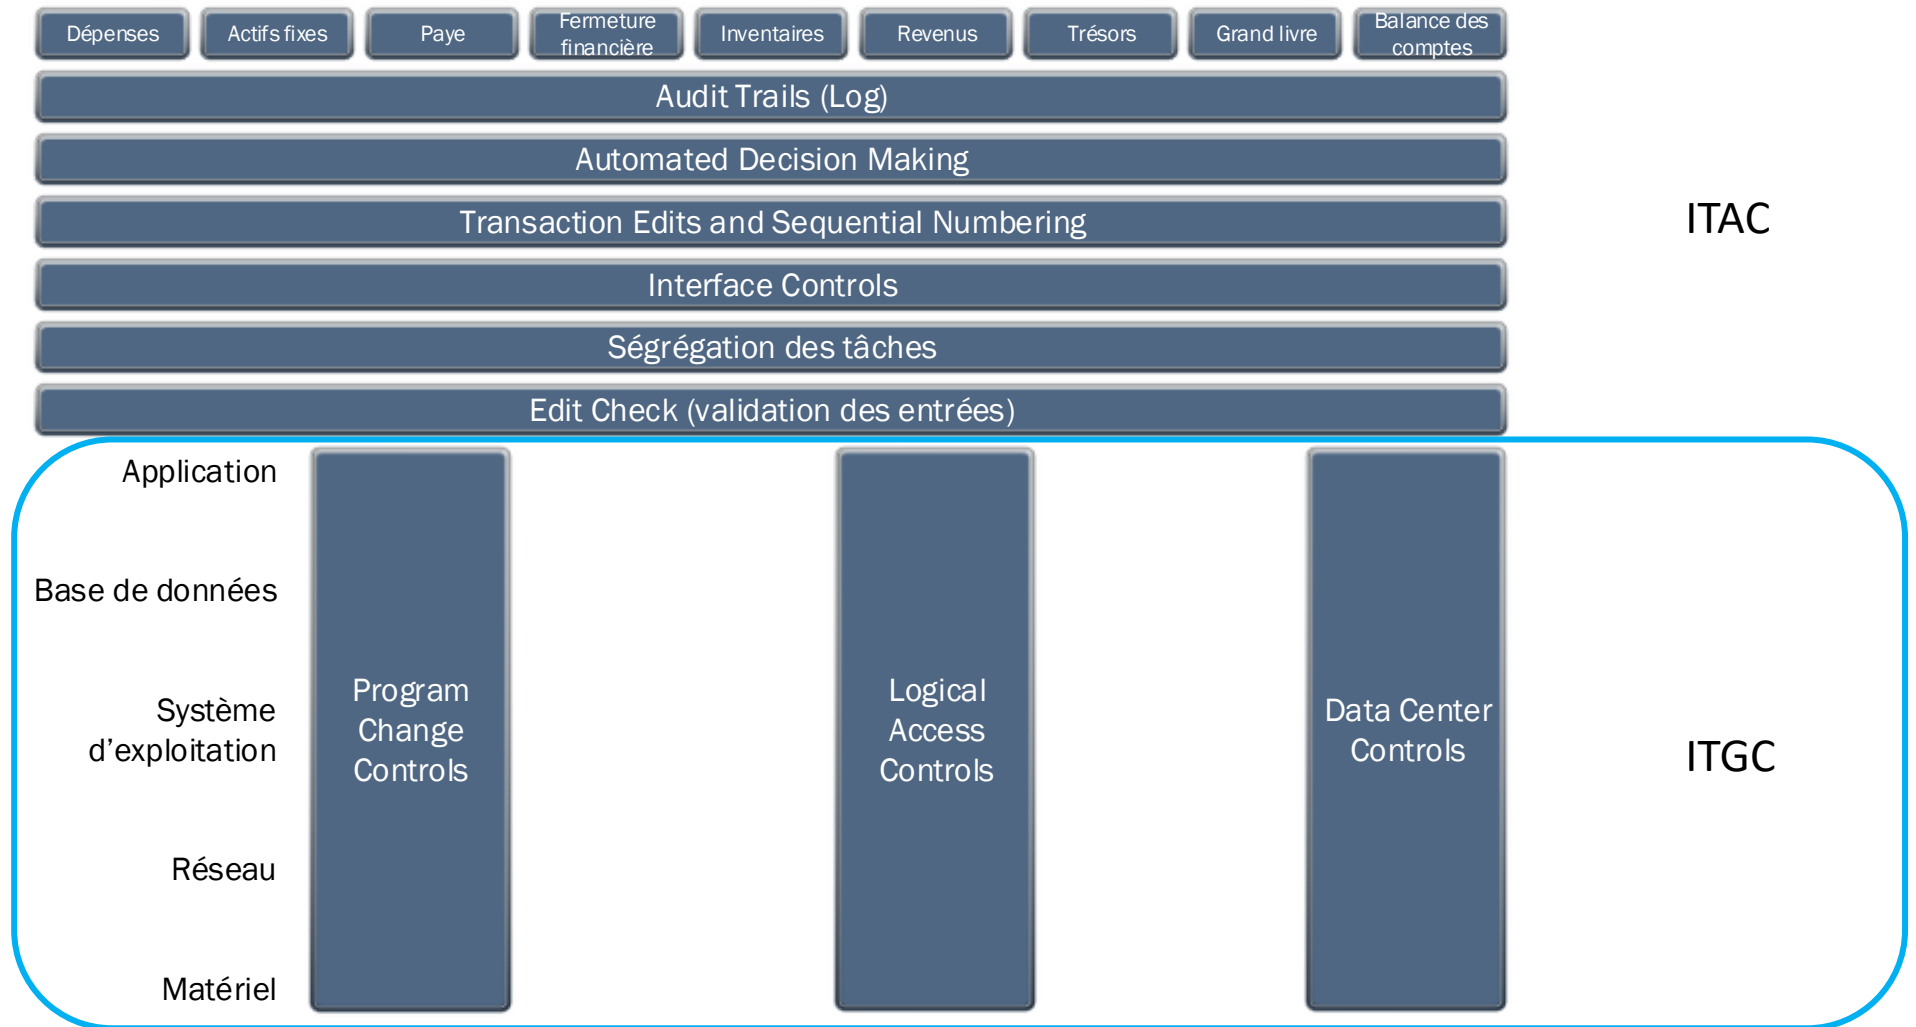 Dépenses
Actifs fixes
Paye
Fermeture
financière
Inventaires
Revenus
Trésors
Grand livre
Balance des
comptes
Audit Trails (Log)
Automated Decision Making
Transaction Edits and Sequential Numbering
ITAC
Interface Controls
Ségrégation des tâches
Edit Check (validation des entrées)
Application
Base de données
Système
d'exploitation
Réseau
Matériel
Program
Change
Controls
Logical
Access
Controls
Data Center
Controls
ITGC